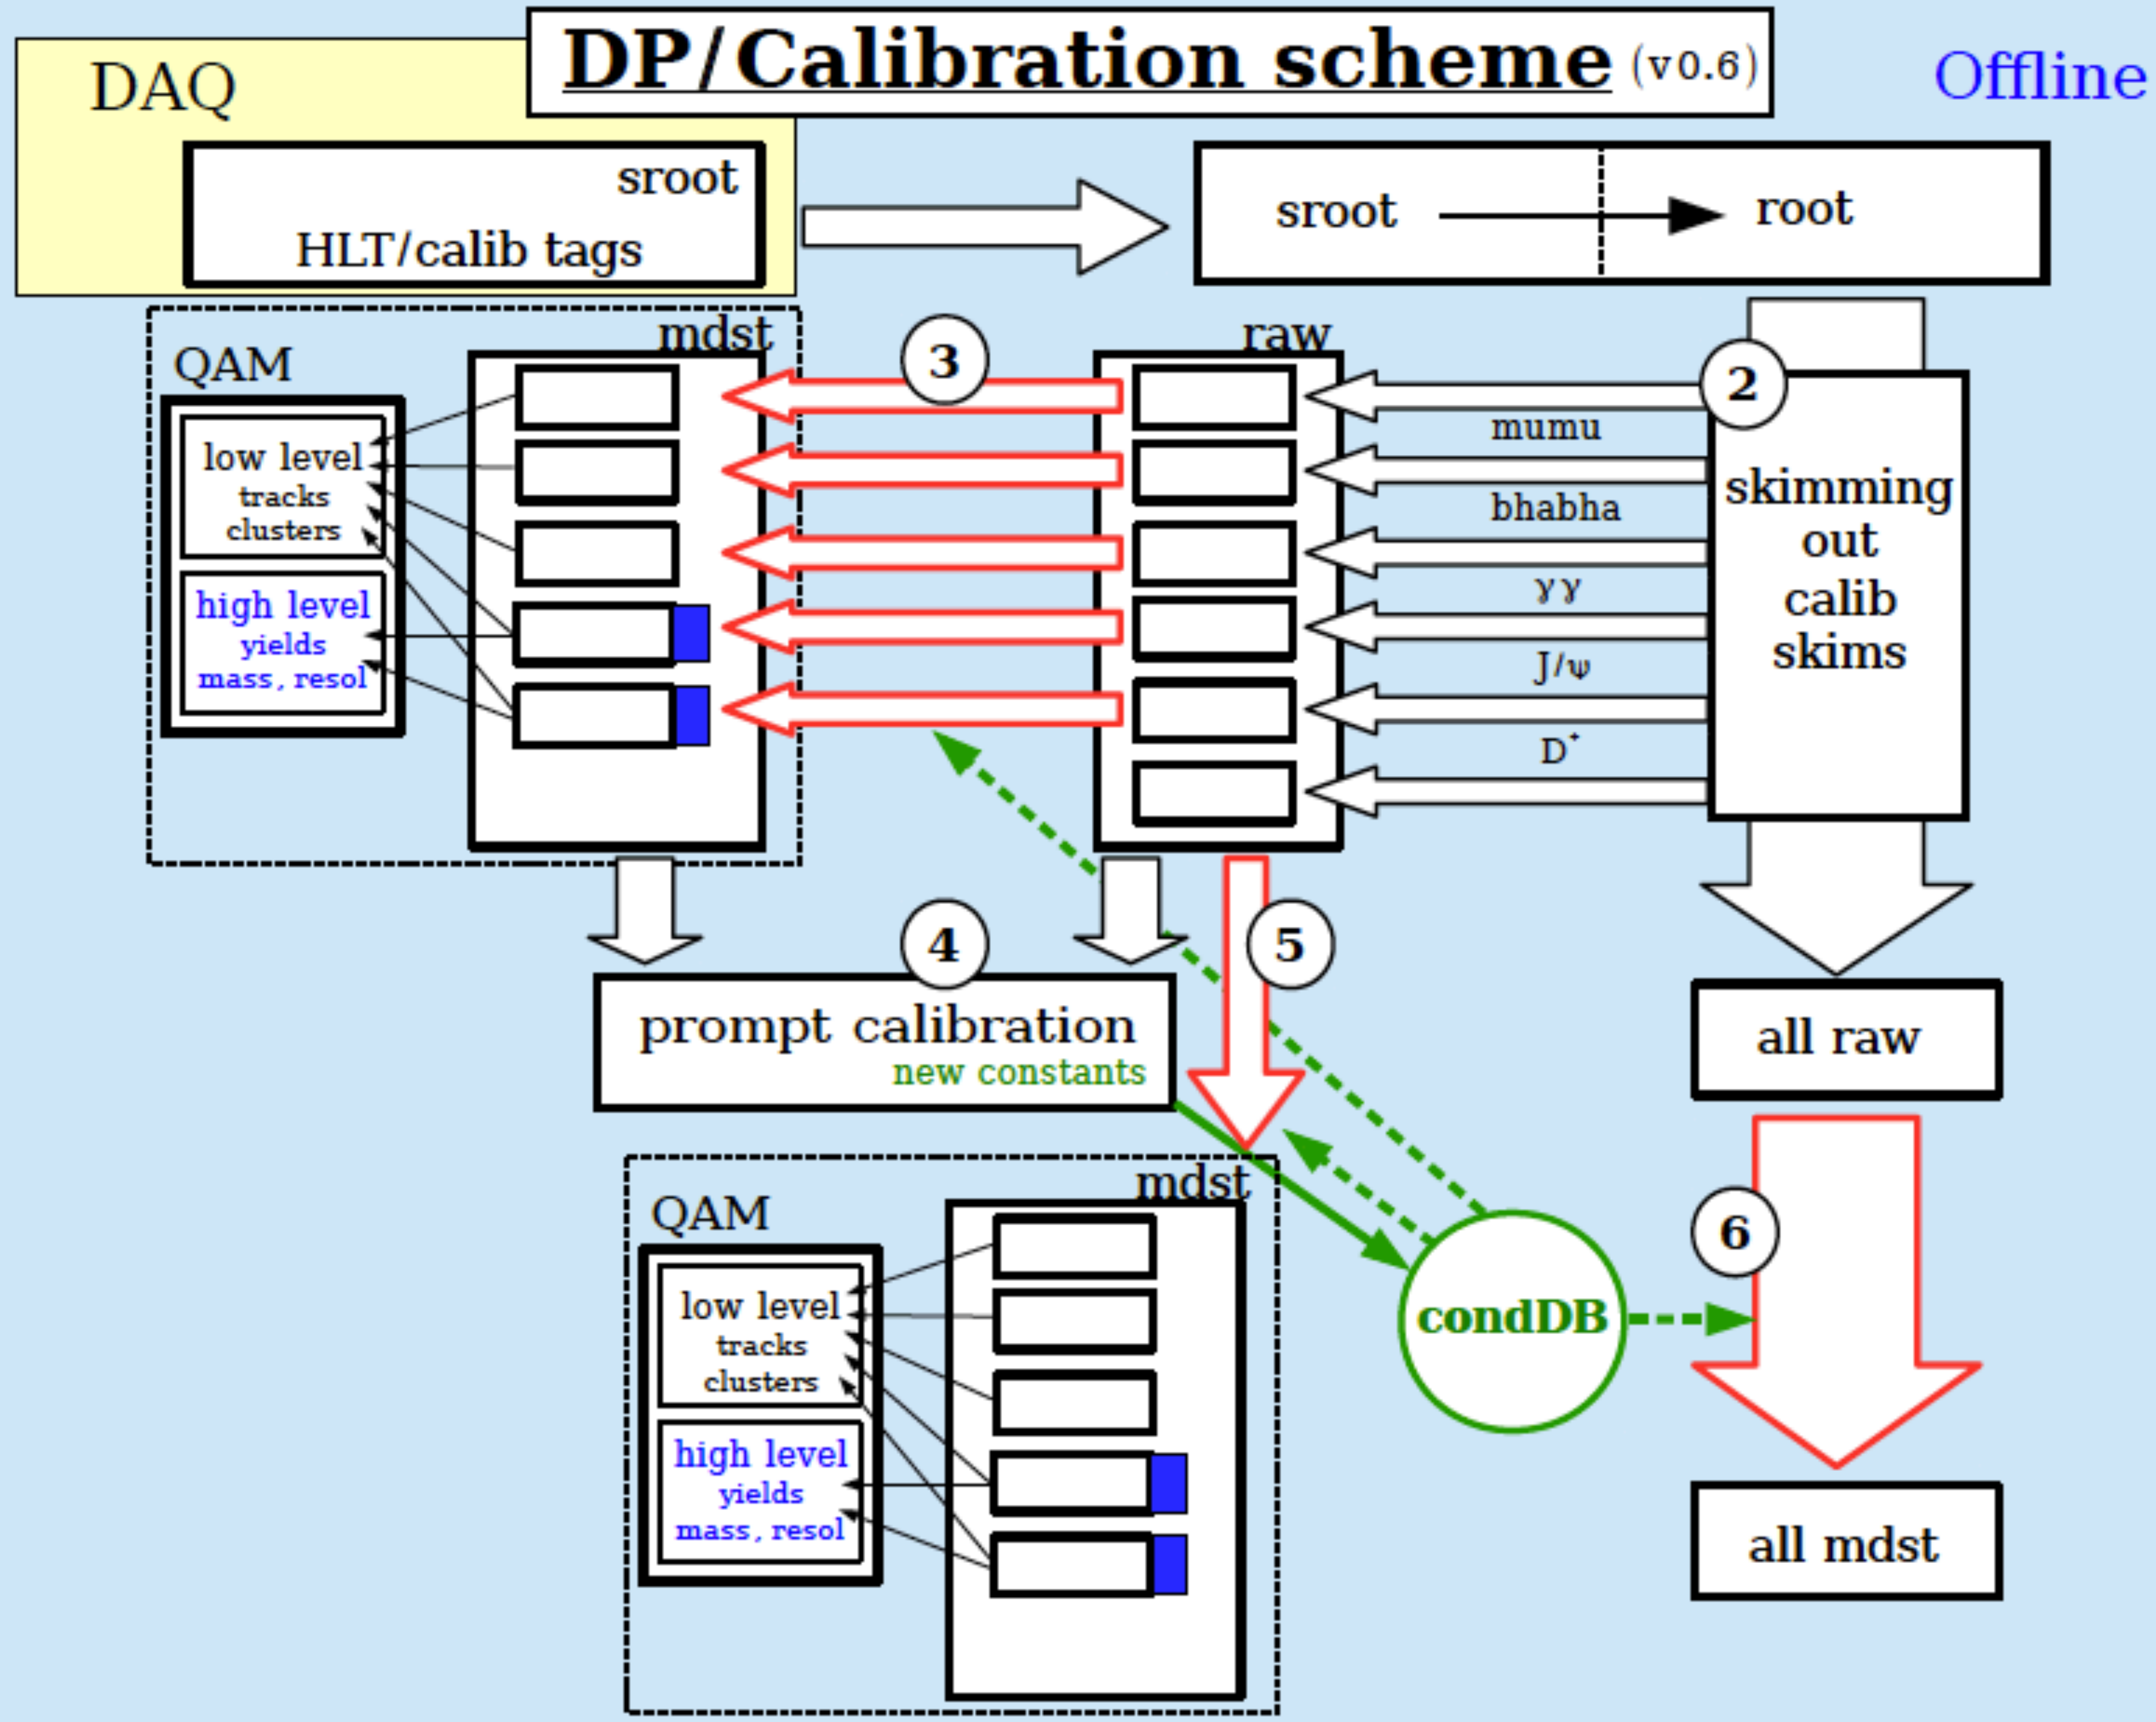 DP/Calibration scheme (v0.6)
DAQ
Offline
sroot
HLT/calib tags
sroot
root
mdst
QAM
low level
tracks
clusters
high level
yields
mass, resol
3
raw
2
mumu
bhabha
γγ
J/ψ
D*
skimming
out
calib
skims
4
5
prompt calibration
new constants
all raw
mdst
QAM
low level
tracks
clusters
high level
yields
mass, resol
condDB
6
all mdst